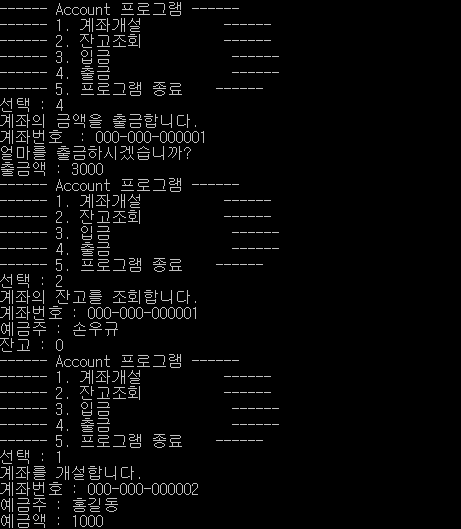 ------ Account 프로그램 ------
------ 1. 계좌개설 ------
------ 2. 잔고조회 ------
------ 3. 입금 ------
------ 4. 출금 ------
------ 5. 프로그램 종료 ------
선택 : 4
계좌의 금액을 출금합니다.
계좌번호 : 000-000-000001
얼마를 출금하시겠습니까?
출금액 : 3000
------ Account 프로그램 ------
------ 1. 계좌개설 ------
------ 2. 잔고조회 ------
------ 3. 입금 ------
------ 4. 출금 ------
------ 5. 프로그램 종료 ------
선택 : 2
계좌의 잔고를 조회합니다.
계좌번호 : 000-000-000001
예금주 : 손우규
잔고 : 0
------ Account 프로그램 ------
------ 1. 계좌개설 ------
------ 2. 잔고조회 ------
------ 3. 입금 ------
------ 4. 출금 ------
------ 5. 프로그램 종료 ------
선택 : 1
계좌를 개설합니다.
계좌번호 : 000-000-000002
예금주 : 홍길동
예금액 : 1000